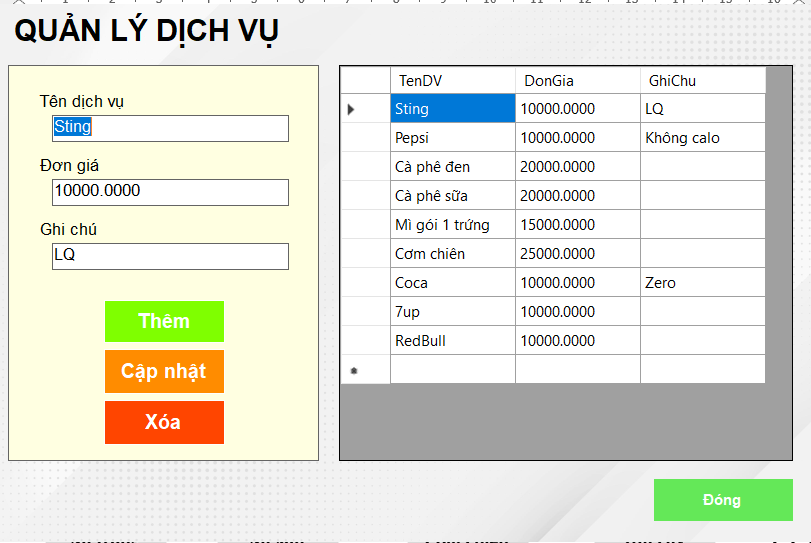 QUẢN LÝ DỊCH VỤ
Tên dịch vụ
Sting
Đơn giá
10000.0000
Ghi chú
LQ
Thêm
Cập nhật
Xóa
TenDV DonGia GhiChu
Sting 10000.0000 LQ
Pepsi 10000.0000 Không calo
Cà phê đen 20000.0000
Cà phê sữa 20000.0000
Mì gói 1 trứng 15000.0000
Cơm chiên 25000.0000
Coca 10000.0000 Zero
7up 10000.0000
RedBull 10000.0000
Đóng